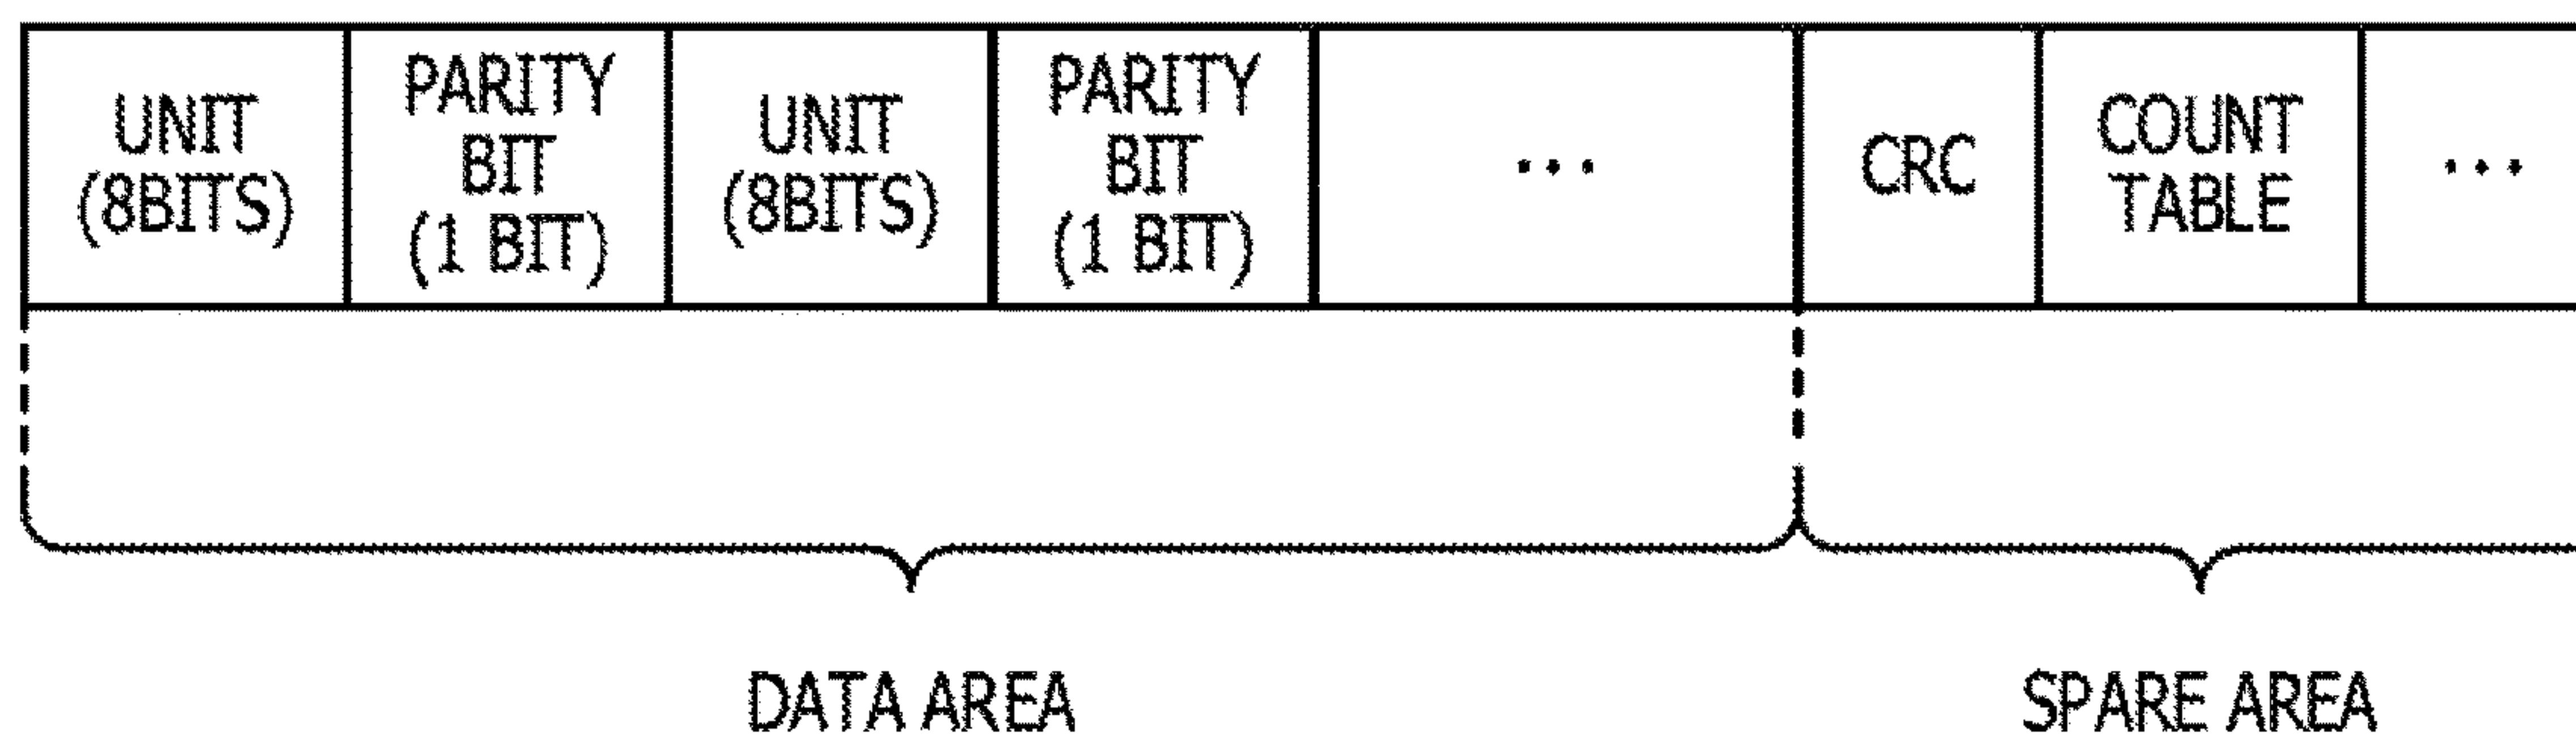 UNIT
(8BITS)
PARITY
BIT
(1 BIT)
UNIT
(8BITS)
PARITY
BIT
(1 BIT)
...
CRC
COUNT
TABLE
...
DATA AREA
SPARE AREA